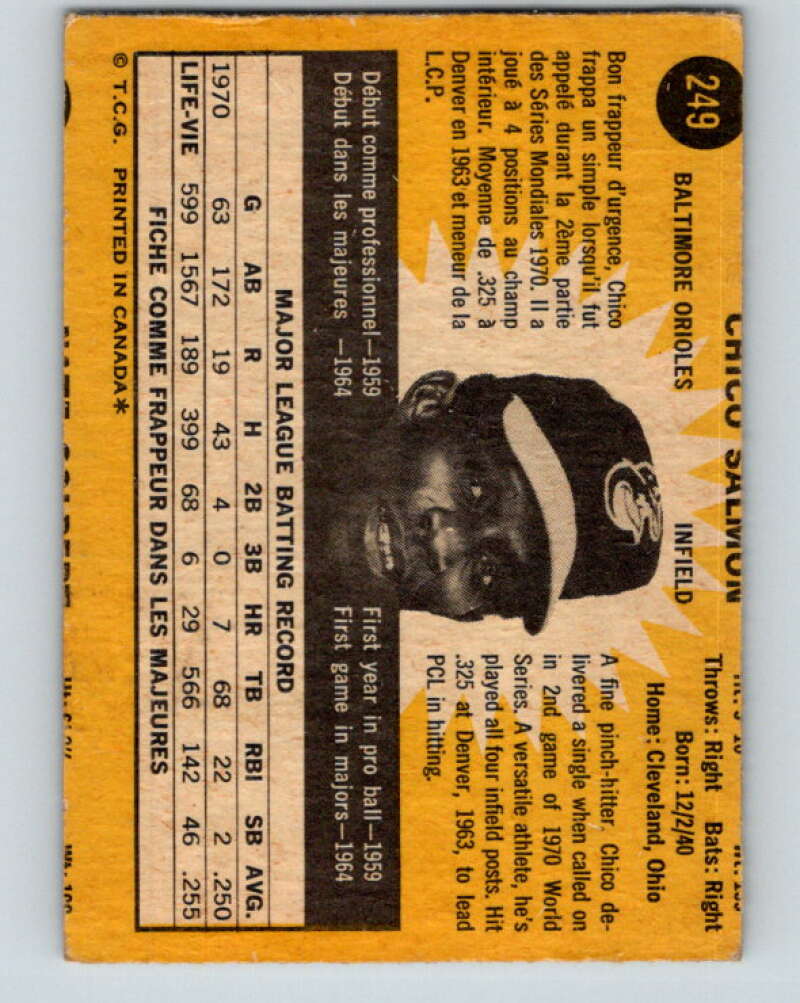 249
CHICO SALMON
BALTIMORE ORIOLES
INFIELD
Throws: Right Bats: Right
Born: 12/2/40
Home: Cleveland, Ohio
Bon frappeur d'urgence, Chico
frappa un simple lorsqu'il fut
appelé durant la 2ème partie
des Séries Mondiales 1970. Il a
joué à 4 positions au champ
intérieur. Moyenne de .325 à
Denver en 1963 et meneur de la
L.C.P.
A fine pinch-hitter. Chico de-
livered a single when called on
in 2nd game of 1970 World
Series. A versatile athlete, he's
played all four infield posts. Hit
.325 at Denver, 1963, to lead
PCL in hitting.
Début comme professionnel—1959
Début dans les majeures —1964
First year in pro ball—1959
First game in majors—1964
MAJOR LEAGUE BATTING RECORD
G AB R H 2B 3B HR TB RBI SB AVG.
1970 63 172 19 43 4 0 7 68 22 2 .250
LIFE-VIE 599 1567 189 399 68 6 29 566 142 46 .255
FICHE COMME FRAPPEUR DANS LES MAJEURES
© T.C.G. PRINTED IN CANADA*